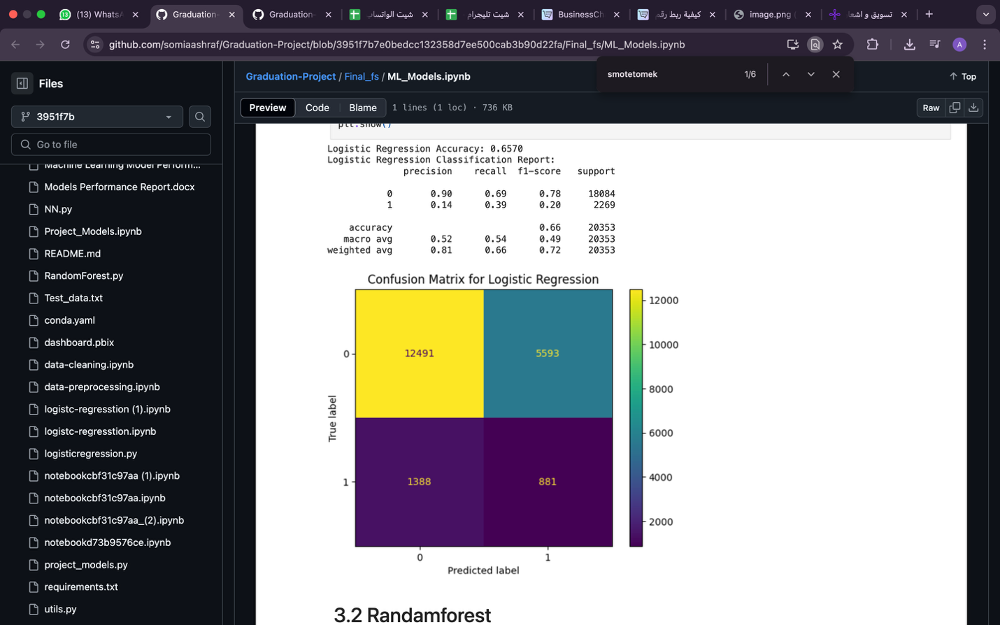 (13) WhatsA
Graduation-
Graduation-
شيت الواتساب
شيت تليجرام
BusinessCh
كيفية ربط رقم
image.png
تسويق و اشعا
github.com/somiaashraf/Graduation-Project/blob/3951f7b7e0bedcc132358d7ee500cab3b90d22fa/Final_fs/ML_Models.ipynb
A
smotetomek 1/6
Files
Graduation-Project / Final_fs / ML_Models.ipynb
Top
3951f7b
Preview Code Blame 1 lines (1 loc) · 736 KB
Raw
Go to file
Machine Learning Model Perform...
Models Performance Report.docx
NN.py
Project_Models.ipynb
README.md
RandomForest.py
Test_data.txt
conda.yaml
dashboard.pbix
data-cleaning.ipynb
data-preprocessing.ipynb
logistc-regresstion (1).ipynb
logistc-regresstion.ipynb
logisticregression.py
notebookcbf31c97aa (1).ipynb
notebookcbf31c97aa.ipynb
notebookcbf31c97aa_(2).ipynb
notebookd73b9576ce.ipynb
project_models.py
requirements.txt
utils.py
plt.show()
Logistic Regression Accuracy: 0.6570
Logistic Regression Classification Report:
precision recall f1-score support
0 0.90 0.69 0.78 18084
1 0.14 0.39 0.20 2269
accuracy 0.66 20353
macro avg 0.52 0.54 0.49 20353
weighted avg 0.81 0.66 0.72 20353
Confusion Matrix for Logistic Regression
12000
10000
8000
6000
4000
2000
0 12491 5593
True label
1 1388 881
0 1
Predicted label
3.2 Randamforest